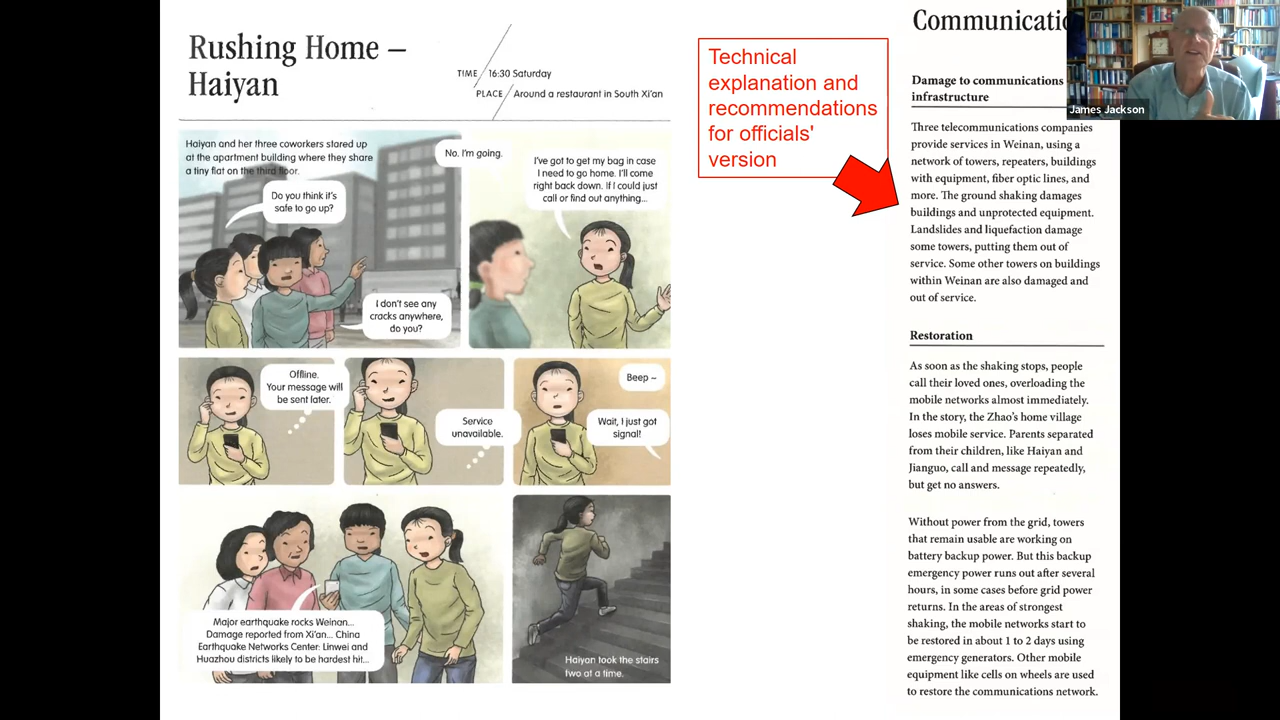 Rushing Home –
Haiyan
TIME 16:30 Saturday
PLACE Around a restaurant in South Xi'an
Haiyan and her three coworkers stared up
at the apartment building where they share
a tiny flat on the third floor.
Do you think it's
safe to go up?
I don't see any
cracks anywhere,
do you?
No. I'm going.
I've got to get my bag in case
I need to go home. I'll come
right back down. If I could just
call or find out anything...
Offline.
Your message will
be sent later.
Service
unavailable.
Beep ~
Wait, I just got
signal!
Major earthquake rocks Weinan...
Damage reported from Xi'an... China
Earthquake Networks Center: Linwei and
Huazhou districts likely to be hardest hit...
Haiyan took the stairs
two at a time.
Technical
explanation and
recommendations
for officials'
version
Damage to communications
infrastructure
Three telecommunications companies
provide services in Weinan, using a
network of towers, repeaters, buildings
with equipment, fiber optic lines, and
more. The ground shaking damages
buildings and unprotected equipment.
Landslides and liquefaction damage
some towers, putting them out of
service. Some other towers on buildings
within Weinan are also damaged and
out of service.
Restoration
As soon as the shaking stops, people
call their loved ones, overloading the
mobile networks almost immediately.
In the story, the Zhao's home village
loses mobile service. Parents separated
from their children, like Haiyan and
Jianguo, call and message repeatedly,
but get no answers.
Without power from the grid, towers
that remain usable are working on
battery backup power. But this backup
emergency power runs out after several
hours, in some cases before grid power
returns. In the areas of strongest
shaking, the mobile networks start to
be restored in about 1 to 2 days using
emergency generators. Other mobile
equipment like cells on wheels are used
to restore the communications network.
James Jackson